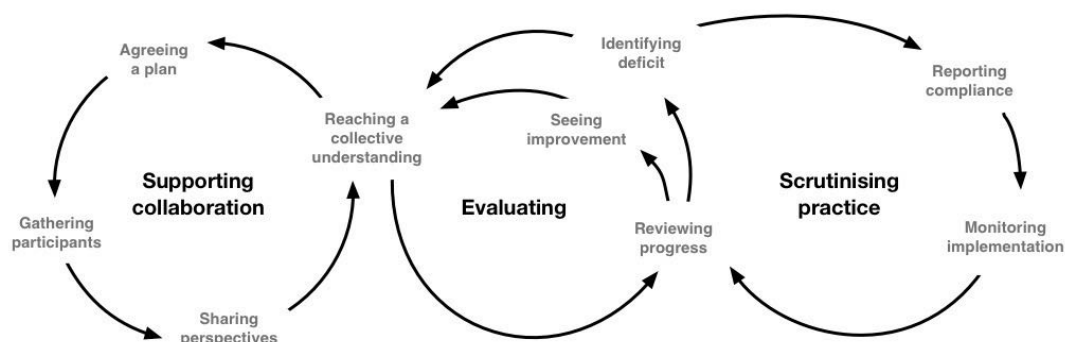 Agreeing
a plan
Gathering
participants
Sharing
perspectives
Reaching a
collective
understanding
Supporting
collaboration
Evaluating
Seeing
improvement
Identifying
deficit
Reviewing
progress
Scrutinising
practice
Reporting
compliance
Monitoring
implementation